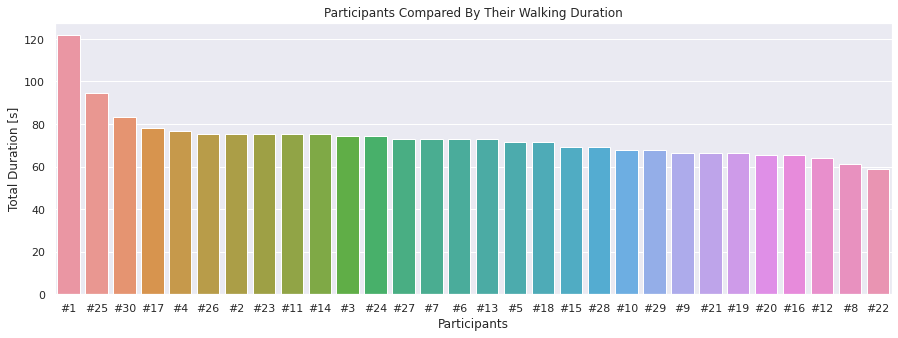 Participants Compared By Their Walking Duration
Total Duration [s]
120
100
80
60
40
20
0
#1 #25 #30 #17 #4 #26 #2 #23 #11 #14 #3 #24 #27 #7 #6 #13 #5 #18 #15 #28 #10 #29 #9 #21 #19 #20 #16 #12 #8 #22
Participants